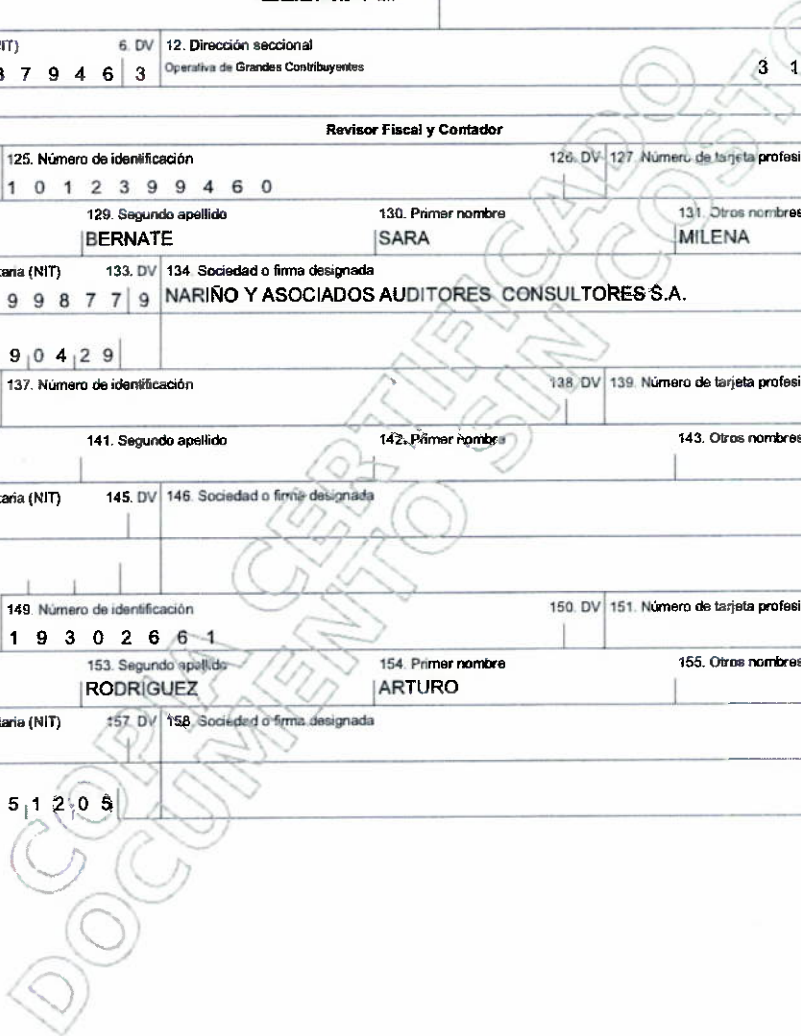 IT) 6. DV 12. Dirección seccional
8 7 9 4 6 3 Operativa de Grandes Contribuyentes 3 1
Revisor Fiscal y Contador
125. Número de identificación 126. DV 127. Número de tarjeta profesi
1 0 1 2 3 9 9 4 6 0
129. Segundo apellido 130. Primer nombre 131. Otros nombres
BERNATE SARA MILENA
taria (NIT) 133. DV 134. Sociedad o firma designada
9 9 8 7 7 9 NARIÑO Y ASOCIADOS AUDITORES CONSULTORES S.A.
9 0 4 2 9
137. Número de identificación 138. DV 139. Número de tarjeta profesi
141. Segundo apellido 142. Primer nombre 143. Otros nombres
taria (NIT) 145. DV 146. Sociedad o firma designada
149. Número de identificación 150. DV 151. Número de tarjeta profesi
1 9 3 0 2 6 6 1
153. Segundo apellido 154. Primer nombre 155. Otros nombres
RODRIGUEZ ARTURO
taria (NIT) 157. DV 158. Sociedad o firma designada
5 1 2 0 5
COPIA CERTIFICADO
DOCUMENTO SIN COSTO